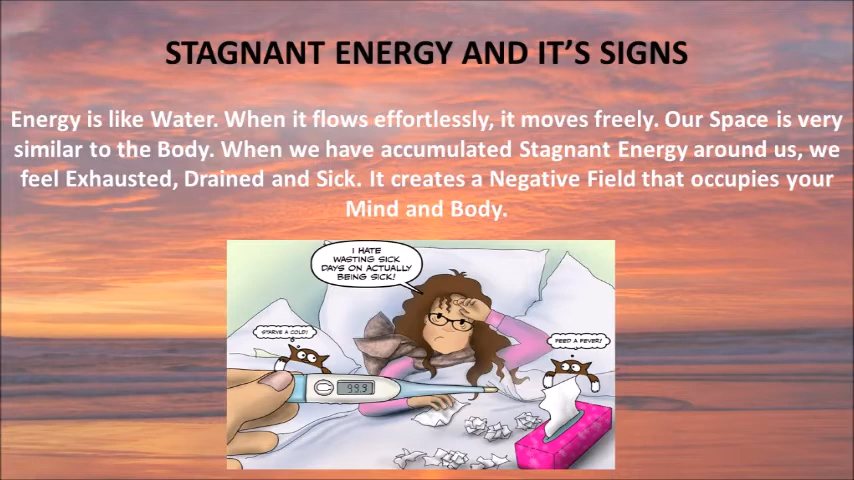 STAGNANT ENERGY AND IT'S SIGNS
Energy is like Water. When it flows effortlessly, it moves freely. Our Space is very
similar to the Body. When we have accumulated Stagnant Energy around us, we
feel Exhausted, Drained and Sick. It creates a Negative Field that occupies your
Mind and Body.
I HATE
WASTING SICK
DAYS ON ACTUALLY
BEING SICK!
STARVE A COLD!
FEED A FEVER!
99.9